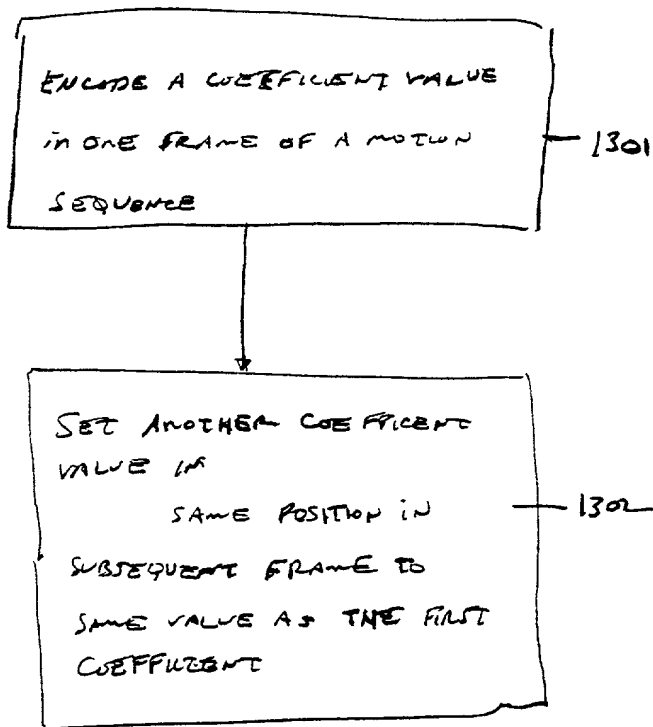 ENCODE A COEFFICIENT VALUE
in ONE FRAME OF A MOTION
SEQUENCE
1301
SET ANOTHER COEFFICENT
VALUE IN
SAME POSITION in
SUBSEQUENT FRAME TO
SAME VALUE AS THE FIRST
COEFFICIENT
1302